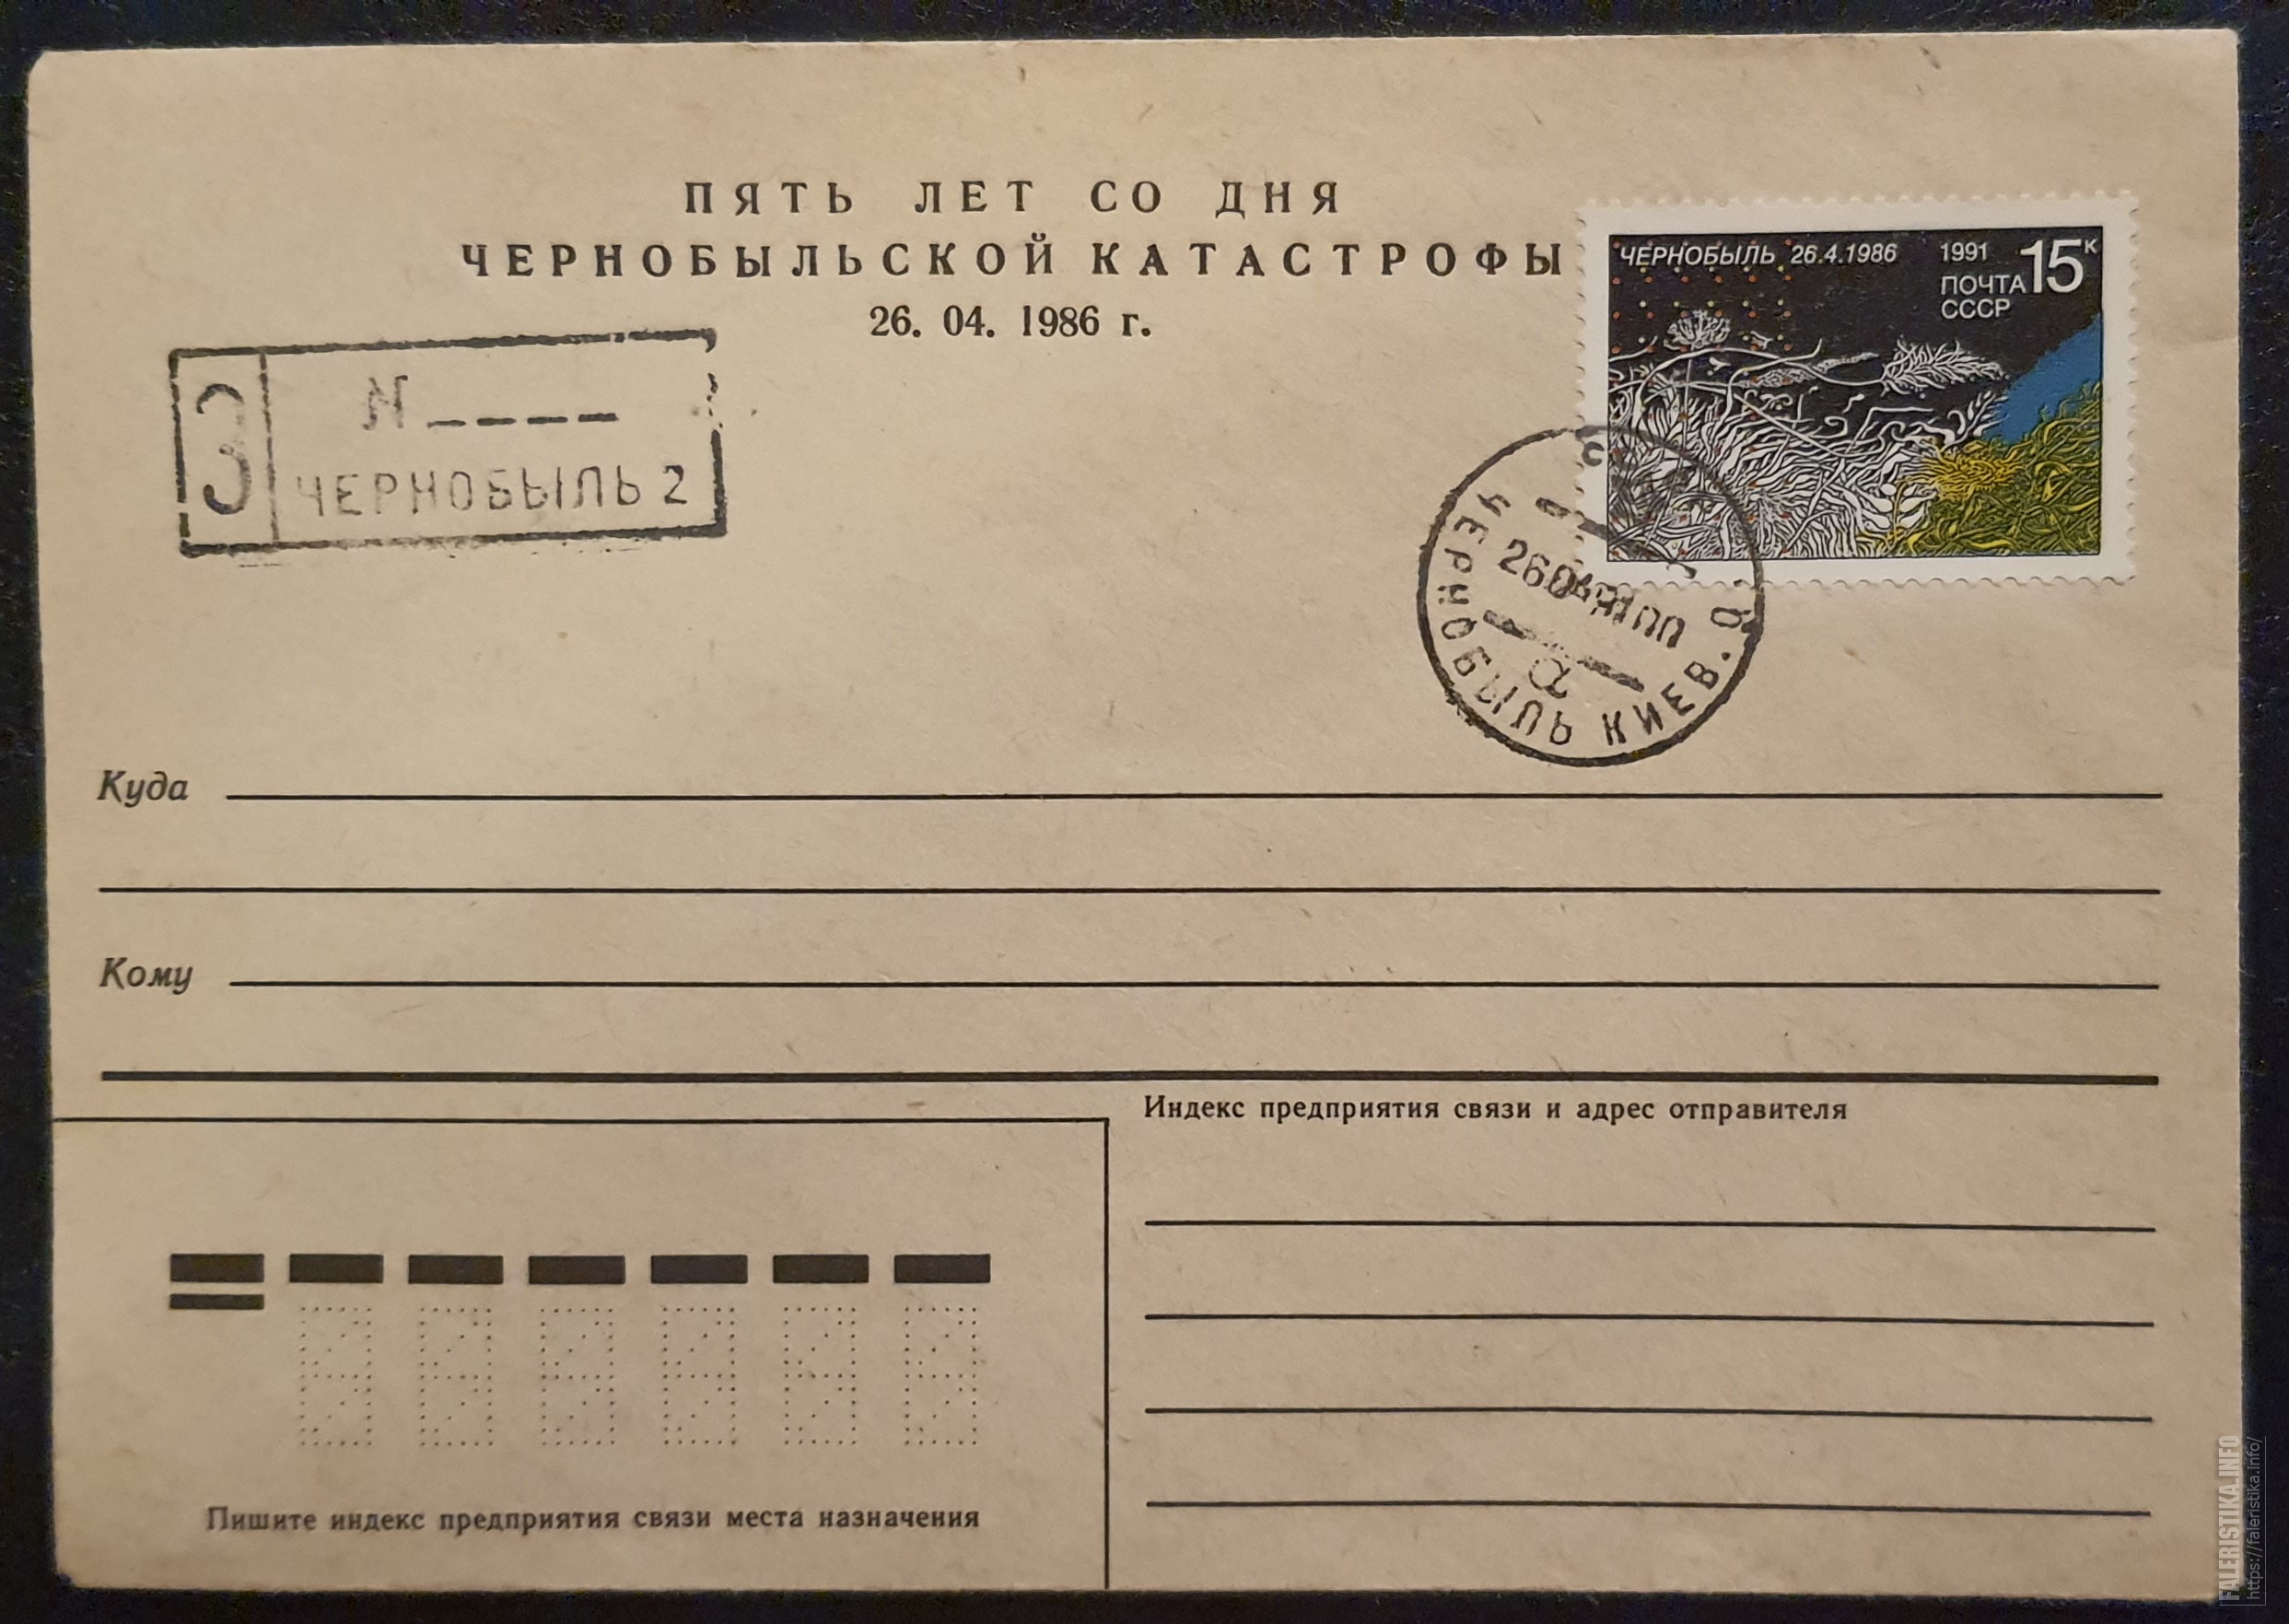 ПЯТЬ ЛЕТ СО ДНЯ
ЧЕРНОБЫЛЬСКОЙ КАТАСТРОФЫ
26. 04. 1986 г.
ЧЕРНОБЫЛЬ 26.4.1986 1991 15к
ПОЧТА
СССР
З
N _ _ _ _
ЧЕРНОБЫЛЬ 2
ЧЕРНОБЫЛЬ КИЕВ. О.
а
Куда
Кому
Индекс предприятия связи и адрес отправителя
Пишите индекс предприятия связи места назначения
FALERISTIKA.INFO
https://faleristika.info/